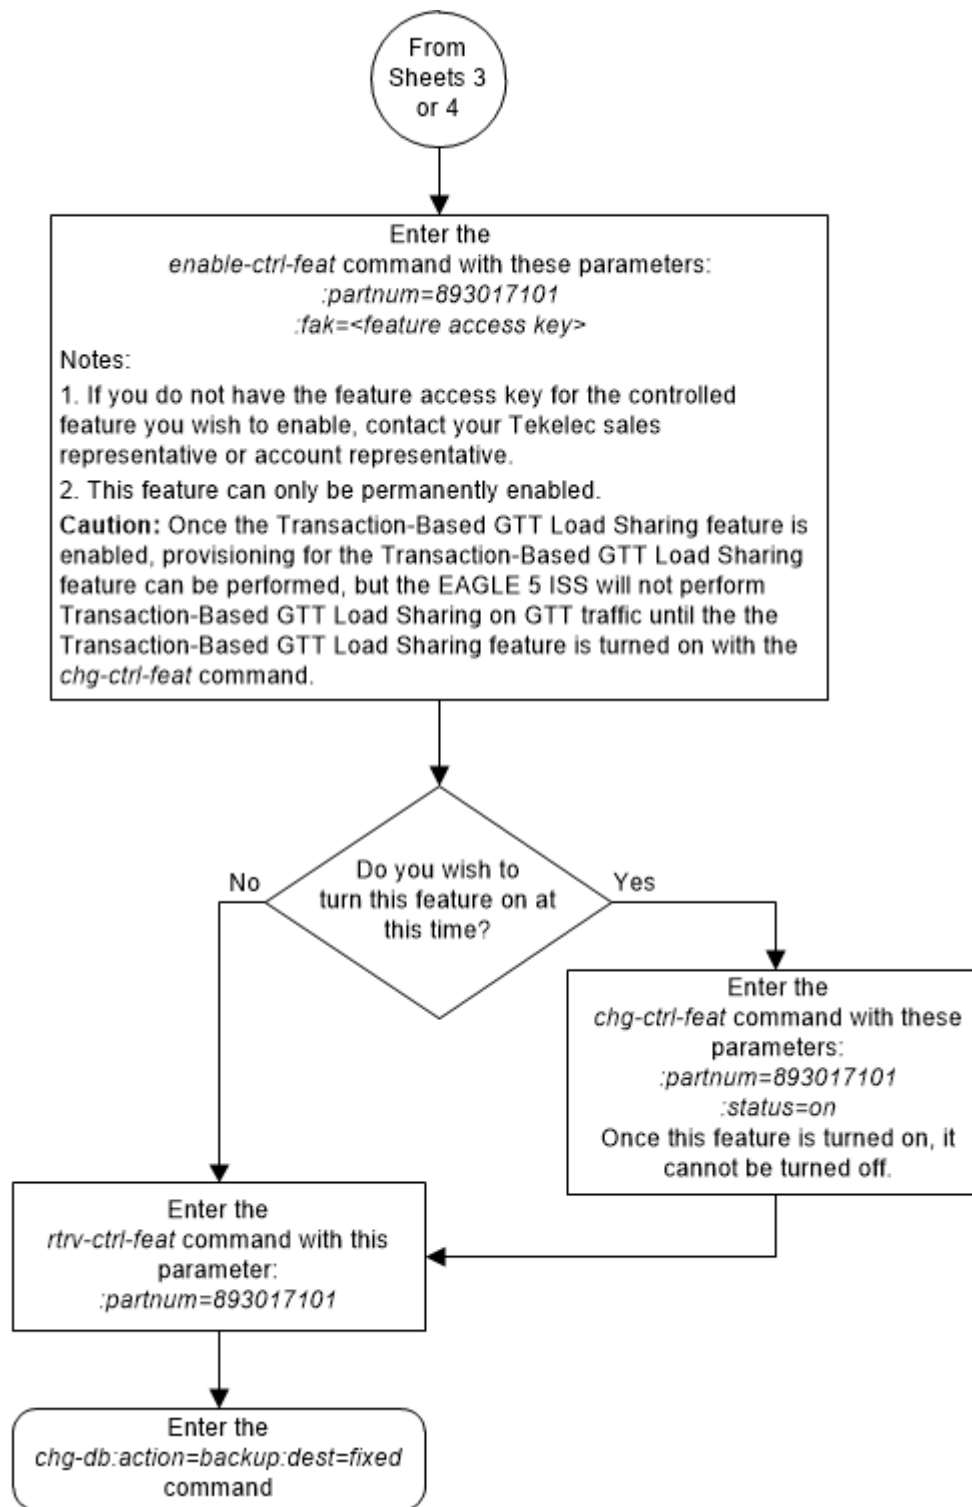 From
Sheets 3
or 4
Enter the
enable-ctrl-feat command with these parameters:
:partnum=893017101
:fak=<feature access key>
Notes:
1. If you do not have the feature access key for the controlled
feature you wish to enable, contact your Tekelec sales
representative or account representative.
2. This feature can only be permanently enabled.
Caution: Once the Transaction-Based GTT Load Sharing feature is
enabled, provisioning for the Transaction-Based GTT Load Sharing
feature can be performed, but the EAGLE 5 ISS will not perform
Transaction-Based GTT Load Sharing on GTT traffic until the the
Transaction-Based GTT Load Sharing feature is turned on with the
chg-ctrl-feat command.
Do you wish to
turn this feature on at
this time?
No
Yes
Enter the
chg-ctrl-feat command with these
parameters:
:partnum=893017101
:status=on
Once this feature is turned on, it
cannot be turned off.
Enter the
rtrv-ctrl-feat command with this
parameter:
:partnum=893017101
Enter the
chg-db:action=backup:dest=fixed
command